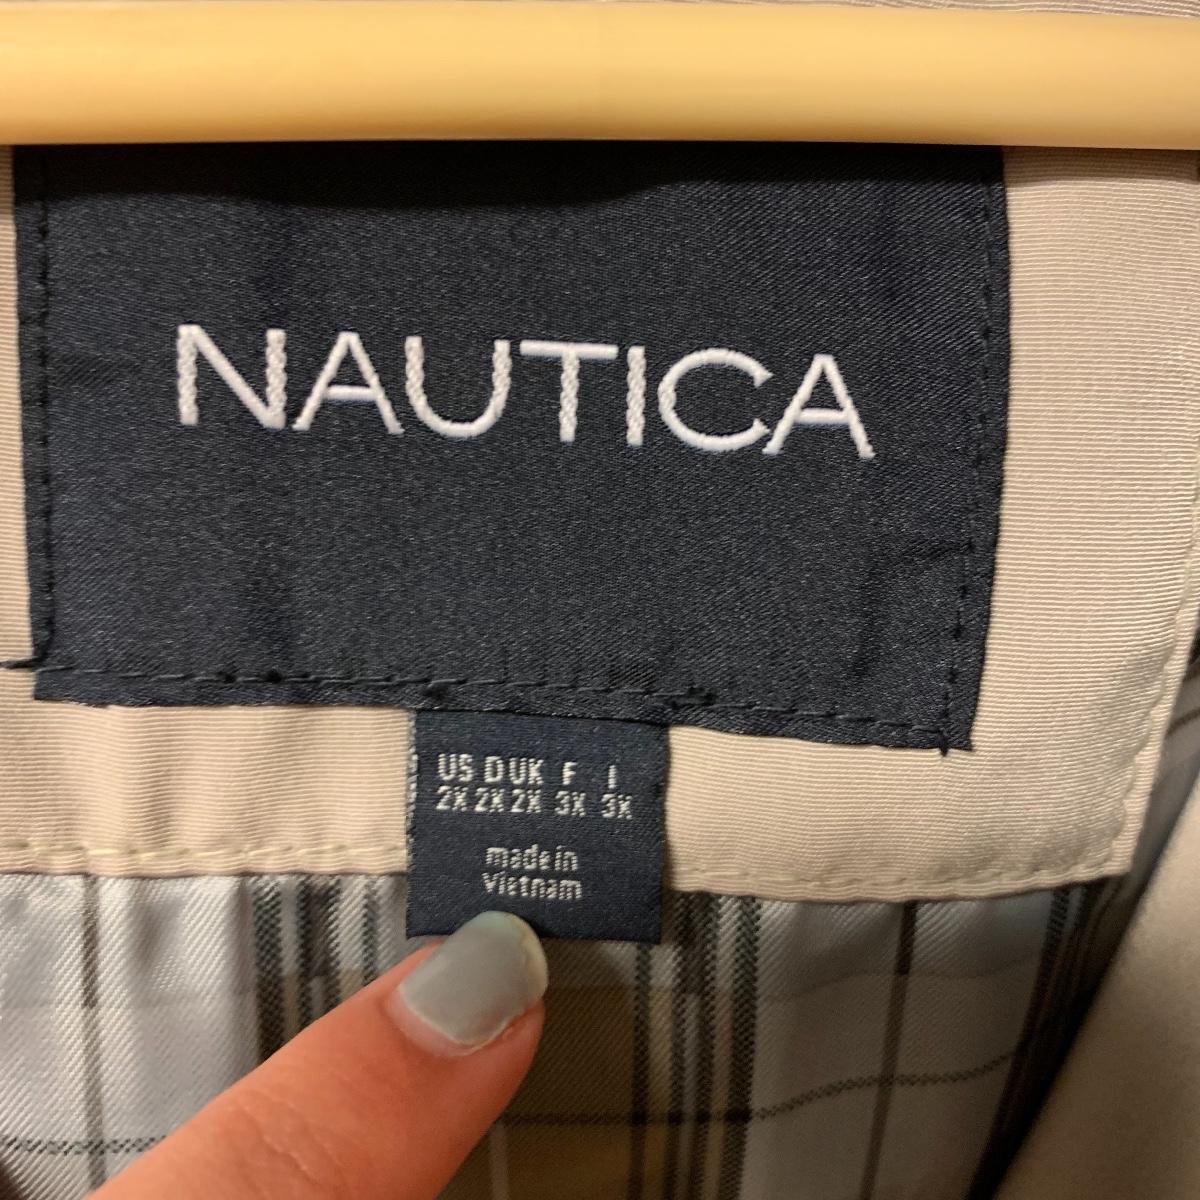 NAUTICA
US D UK F I
2X 2X 2X 3X 3X
made in
Vietnam